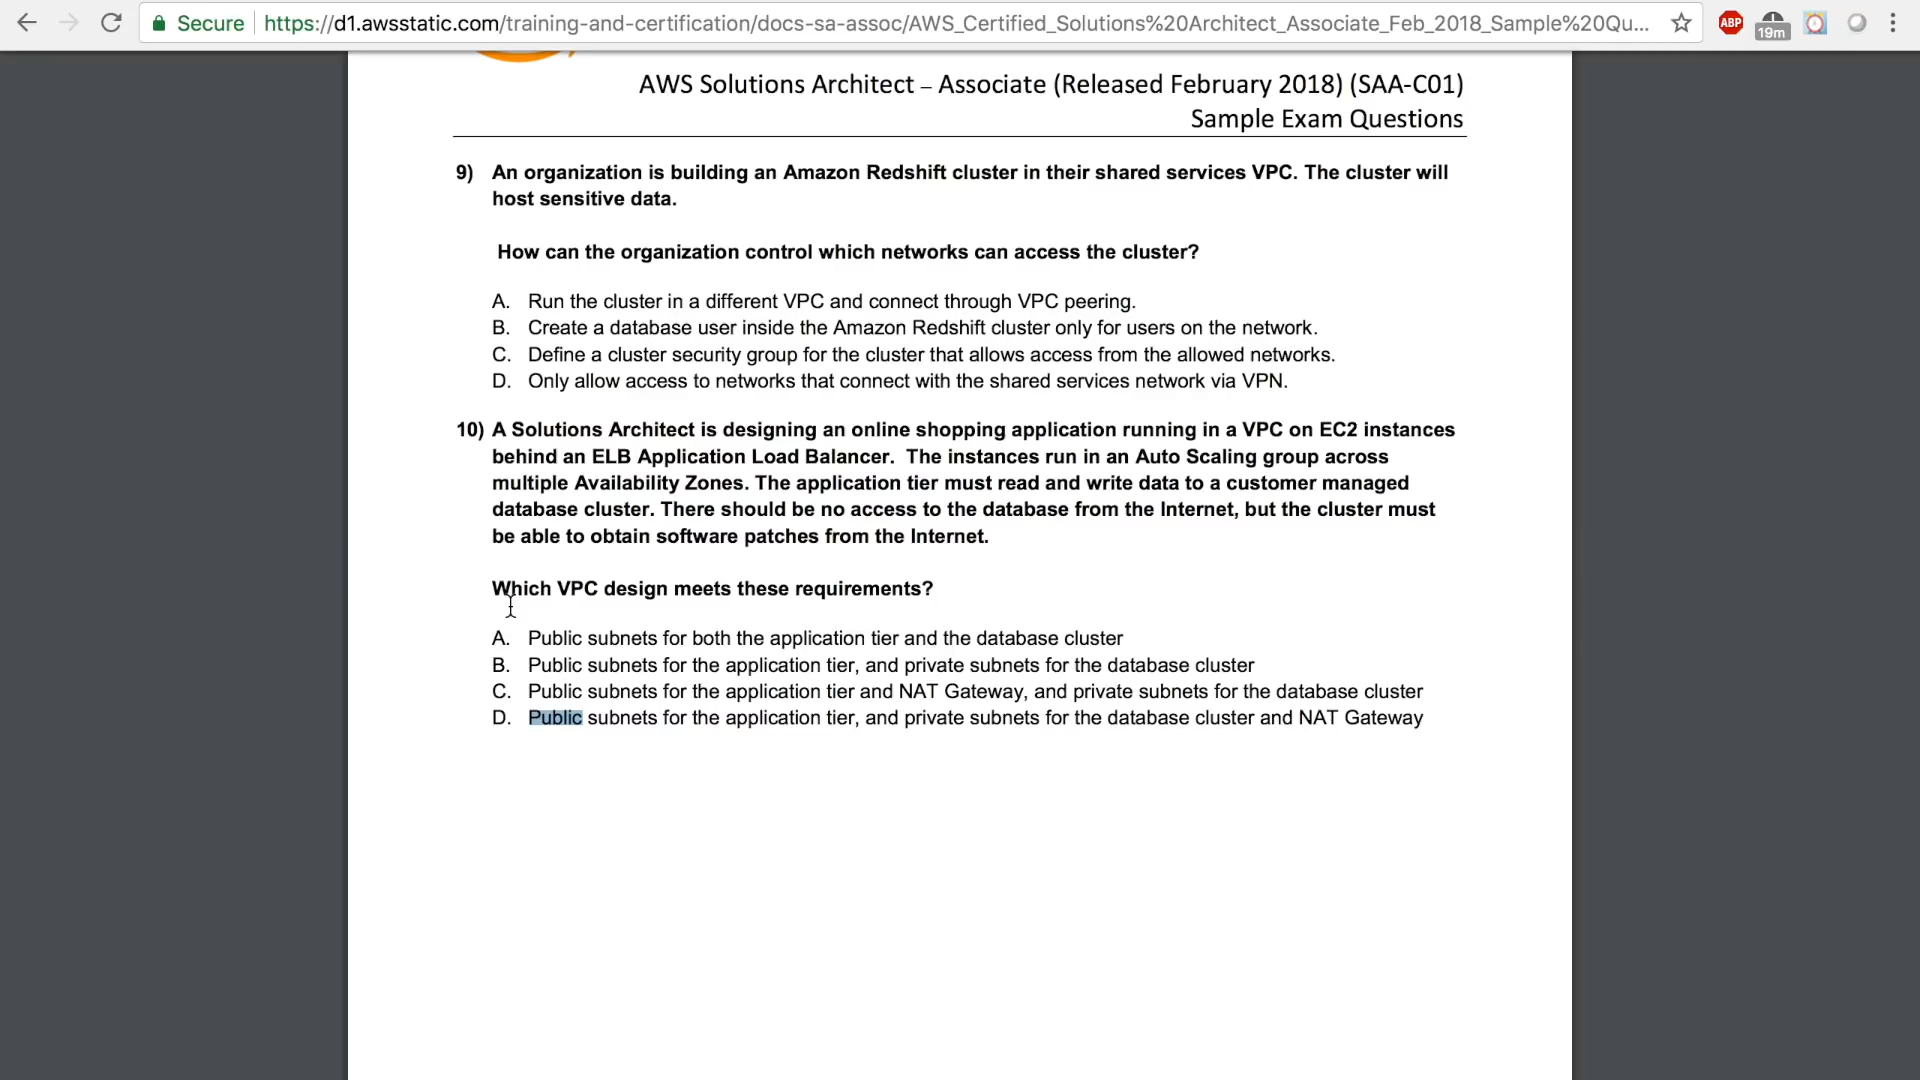 Secure https://d1.awsstatic.com/training-and-certification/docs-sa-assoc/AWS_Certified_Solutions%20Architect_Associate_Feb_2018_Sample%20Qu...
ABP
19m
AWS Solutions Architect – Associate (Released February 2018) (SAA-C01)
Sample Exam Questions
9) An organization is building an Amazon Redshift cluster in their shared services VPC. The cluster will
host sensitive data.
How can the organization control which networks can access the cluster?
A. Run the cluster in a different VPC and connect through VPC peering.
B. Create a database user inside the Amazon Redshift cluster only for users on the network.
C. Define a cluster security group for the cluster that allows access from the allowed networks.
D. Only allow access to networks that connect with the shared services network via VPN.
10) A Solutions Architect is designing an online shopping application running in a VPC on EC2 instances
behind an ELB Application Load Balancer. The instances run in an Auto Scaling group across
multiple Availability Zones. The application tier must read and write data to a customer managed
database cluster. There should be no access to the database from the Internet, but the cluster must
be able to obtain software patches from the Internet.
Which VPC design meets these requirements?
A. Public subnets for both the application tier and the database cluster
B. Public subnets for the application tier, and private subnets for the database cluster
C. Public subnets for the application tier and NAT Gateway, and private subnets for the database cluster
D. Public subnets for the application tier, and private subnets for the database cluster and NAT Gateway